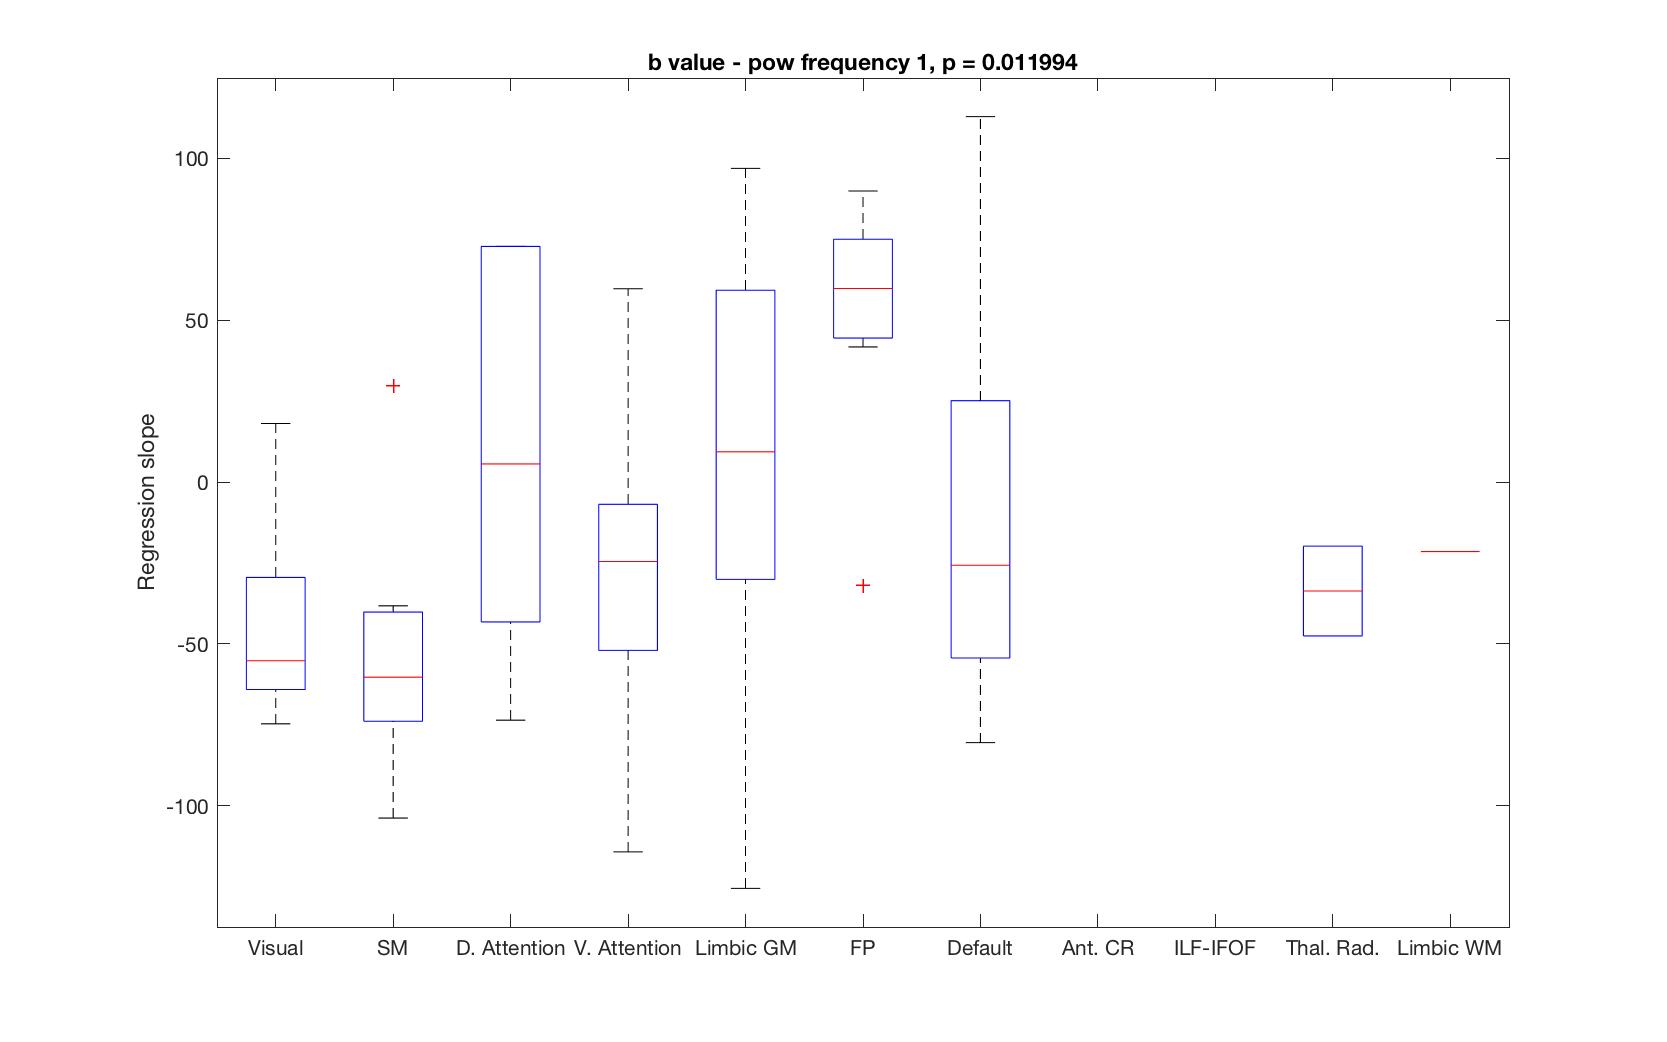 b value - pow frequency 1, p = 0.011994
Regression slope
100
50
0
-50
-100
Visual SM D. Attention V. Attention Limbic GM FP Default Ant. CR ILF-IFOF Thal. Rad. Limbic WM